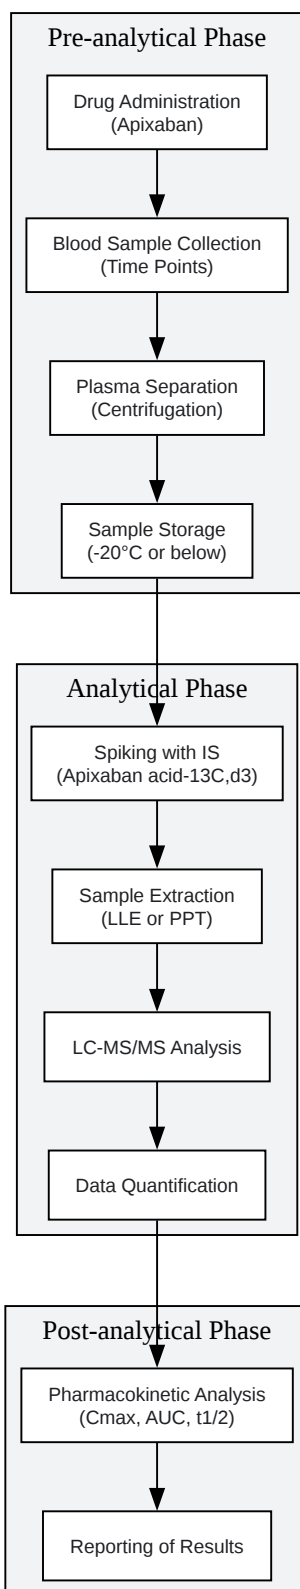 Pre-analytical Phase
Drug Administration
(Apixaban)
Blood Sample Collection
(Time Points)
Plasma Separation
(Centrifugation)
Sample Storage
(-20°C or below)
Analytical Phase
Spiking with IS
(Apixaban acid-13C,d3)
Sample Extraction
(LLE or PPT)
LC-MS/MS Analysis
Data Quantification
Post-analytical Phase
Pharmacokinetic Analysis
(Cmax, AUC, t1/2)
Reporting of Results